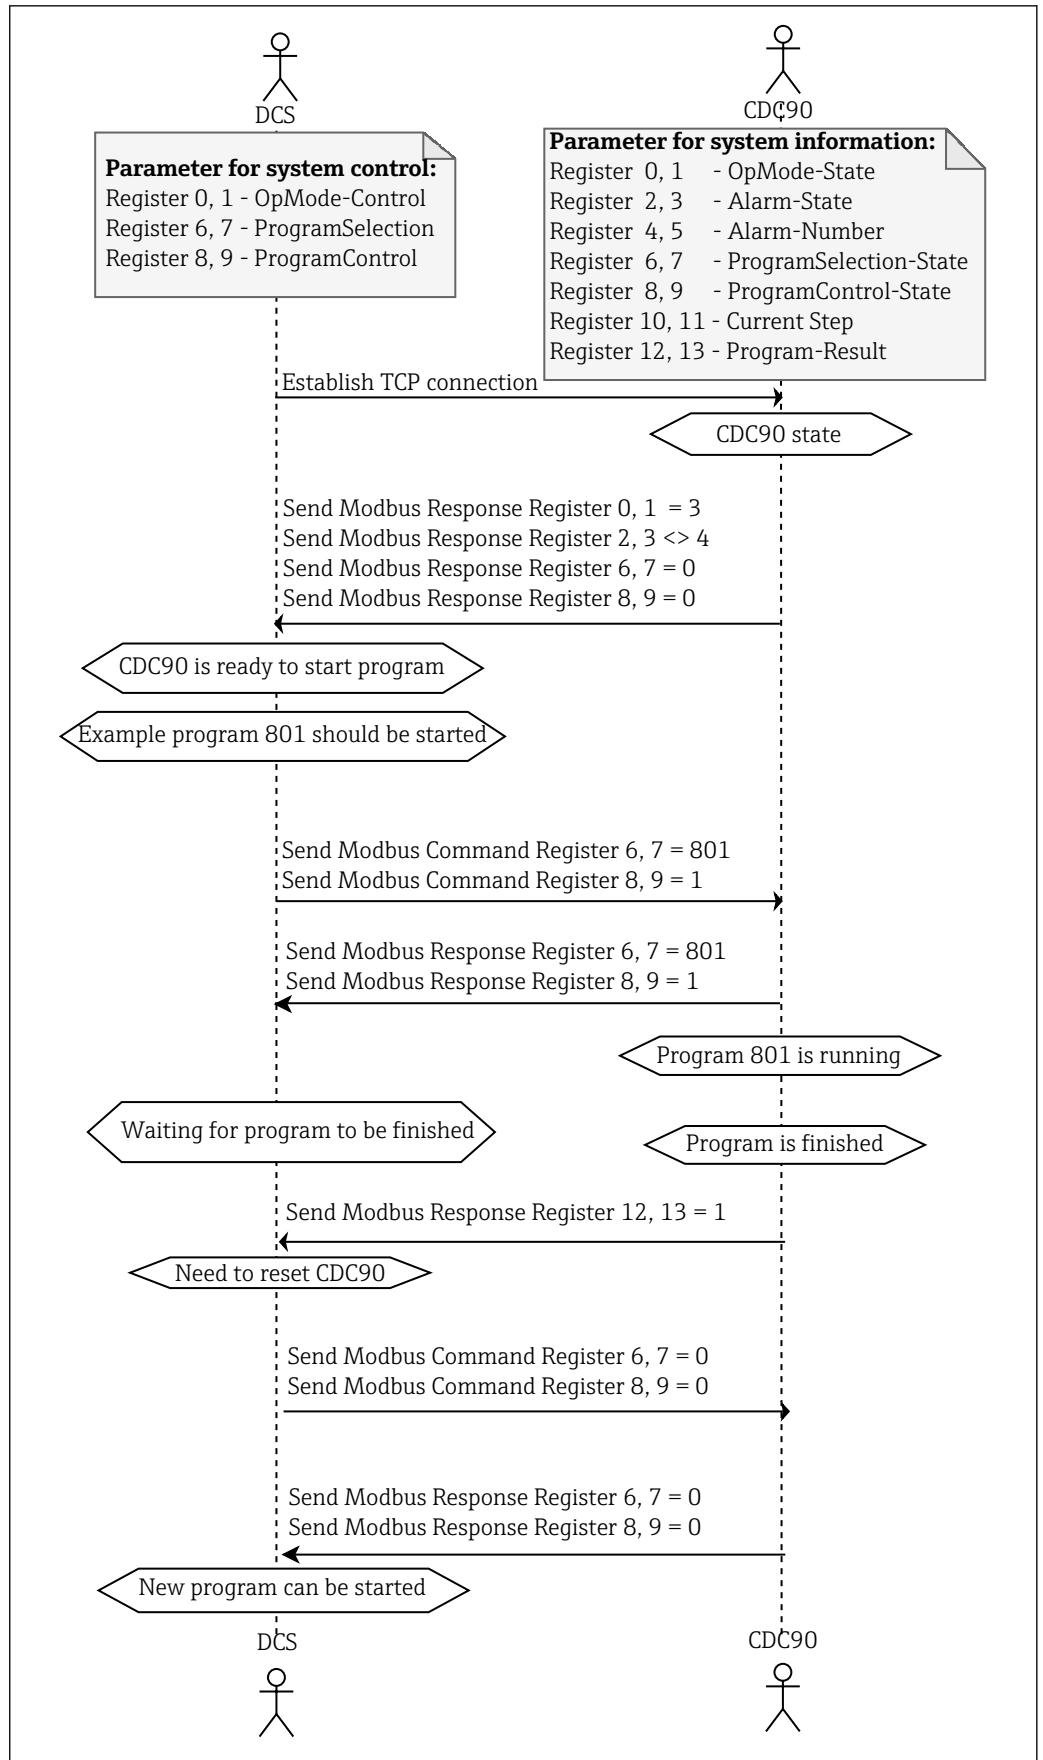 DCS
CDC90
Parameter for system control:
Register 0, 1 - OpMode-Control
Register 6, 7 - ProgramSelection
Register 8, 9 - ProgramControl
Parameter for system information:
Register 0, 1 - OpMode-State
Register 2, 3 - Alarm-State
Register 4, 5 - Alarm-Number
Register 6, 7 - ProgramSelection-State
Register 8, 9 - ProgramControl-State
Register 10, 11 - Current Step
Register 12, 13 - Program-Result
Establish TCP connection
CDC90 state
Send Modbus Response Register 0, 1 = 3
Send Modbus Response Register 2, 3 <> 4
Send Modbus Response Register 6, 7 = 0
Send Modbus Response Register 8, 9 = 0
CDC90 is ready to start program
Example program 801 should be started
Send Modbus Command Register 6, 7 = 801
Send Modbus Command Register 8, 9 = 1
Send Modbus Response Register 6, 7 = 801
Send Modbus Response Register 8, 9 = 1
Program 801 is running
Waiting for program to be finished
Program is finished
Send Modbus Response Register 12, 13 = 1
Need to reset CDC90
Send Modbus Command Register 6, 7 = 0
Send Modbus Command Register 8, 9 = 0
Send Modbus Response Register 6, 7 = 0
Send Modbus Response Register 8, 9 = 0
New program can be started
DCS
CDC90